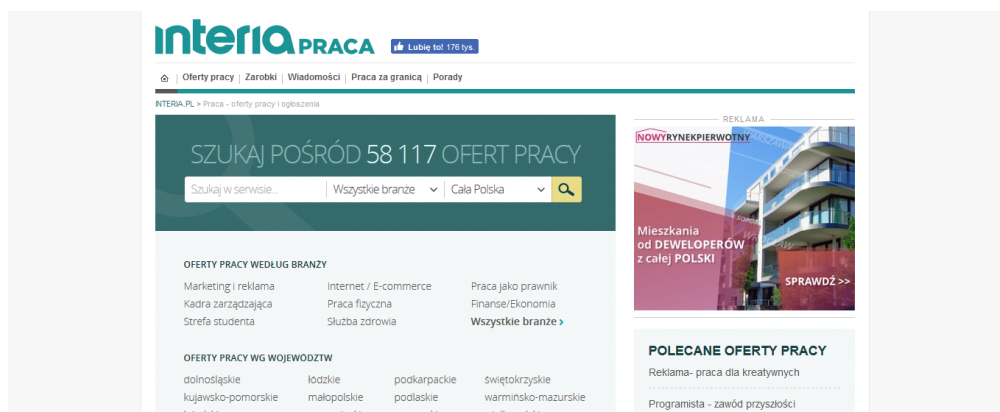 interia PRACA
Lubię to! 176 tys.
Oferty pracy | Zarobki | Wiadomości | Praca za granicą | Porady
INTERIA.PL > Praca - oferty pracy i ogłoszenia
SZUKAJ POŚRÓD 58 117 OFERT PRACY
Szukaj w serwisie... Wszystkie branże Cała Polska
OFERTY PRACY WEDŁUG BRANŻY
Marketing i reklama Internet / E-commerce Praca jako prawnik
Kadra zarządzająca Praca fizyczna Finanse/Ekonomia
Strefa studenta Służba zdrowia Wszystkie branże >
OFERTY PRACY WG WOJEWÓDZTW
dolnośląskie łódzkie podkarpackie świętokrzyskie
kujawsko-pomorskie małopolskie podlaskie warmińsko-mazurskie
REKLAMA
NOWYRYNEKPIERWOTNY
WARSZAWA
SOPOT
WROCŁAW
Mieszkania
od DEWELOPERÓW
z całej POLSKI
SPRAWDŹ >>
POLECANE OFERTY PRACY
Reklama- praca dla kreatywnych
Programista - zawód przyszłości